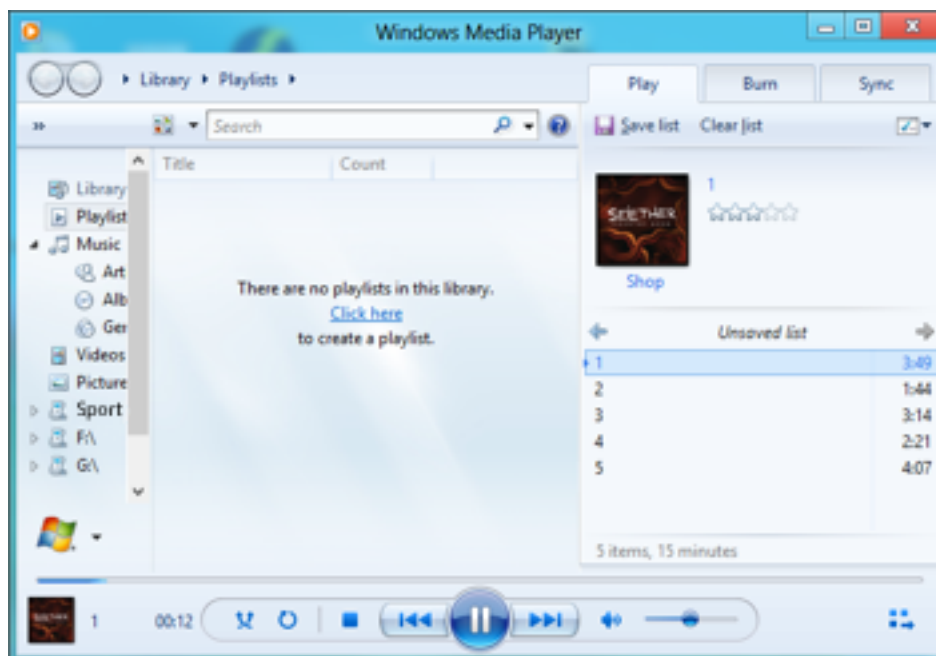 Windows Media Player
Library Playlists
Play Burn Sync
Search
Save list Clear list
Title Count
Library
Playlist
Music
Art
Alb
Ger
Videos
Picture
Sport
F:\
G:\
There are no playlists in this library.
Click here
to create a playlist.
SEETHER
1
Shop
Unsaved list
1 3:49
2 1:44
3 3:14
4 2:21
5 4:07
5 items, 15 minutes
1 00:12